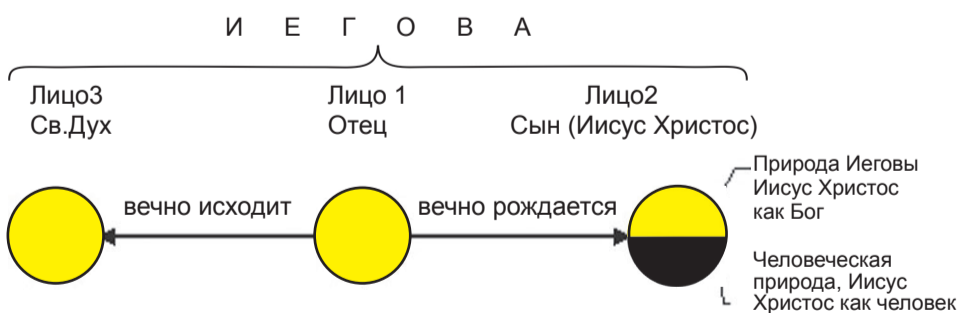 И Е Г О В А
Лицо3
Св.Дух
Лицо 1
Отец
Лицо2
Сын (Иисус Христос)
вечно исходит
вечно рождается
Природа Иеговы
Иисус Христос
как Бог
Человеческая
природа, Иисус
Христос как человек